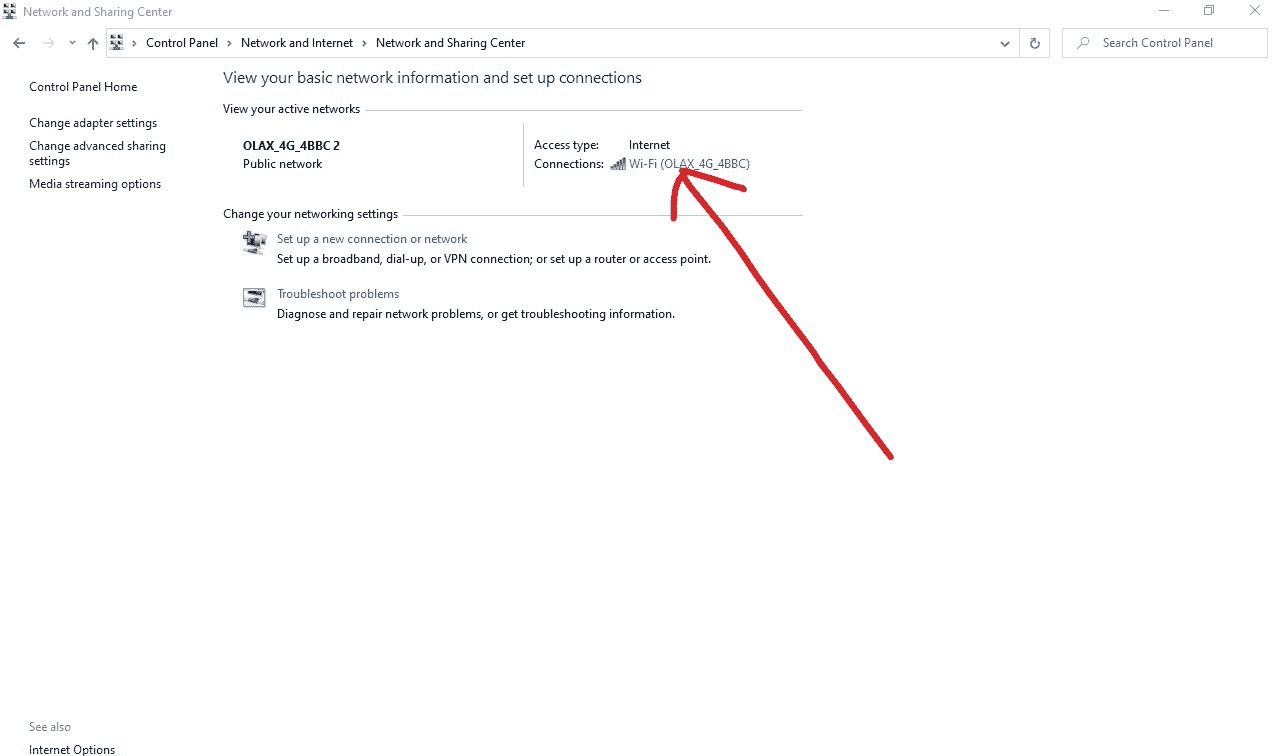 Network and Sharing Center
Control Panel > Network and Internet > Network and Sharing Center
Search Control Panel
Control Panel Home
Change adapter settings
Change advanced sharing
settings
Media streaming options
View your basic network information and set up connections
View your active networks
OLAX_4G_4BBC 2
Public network
Access type: Internet
Connections: Wi-Fi (OLAX_4G_4BBC)
Change your networking settings
Set up a new connection or network
Set up a broadband, dial-up, or VPN connection; or set up a router or access point.
Troubleshoot problems
Diagnose and repair network problems, or get troubleshooting information.
See also
Internet Options